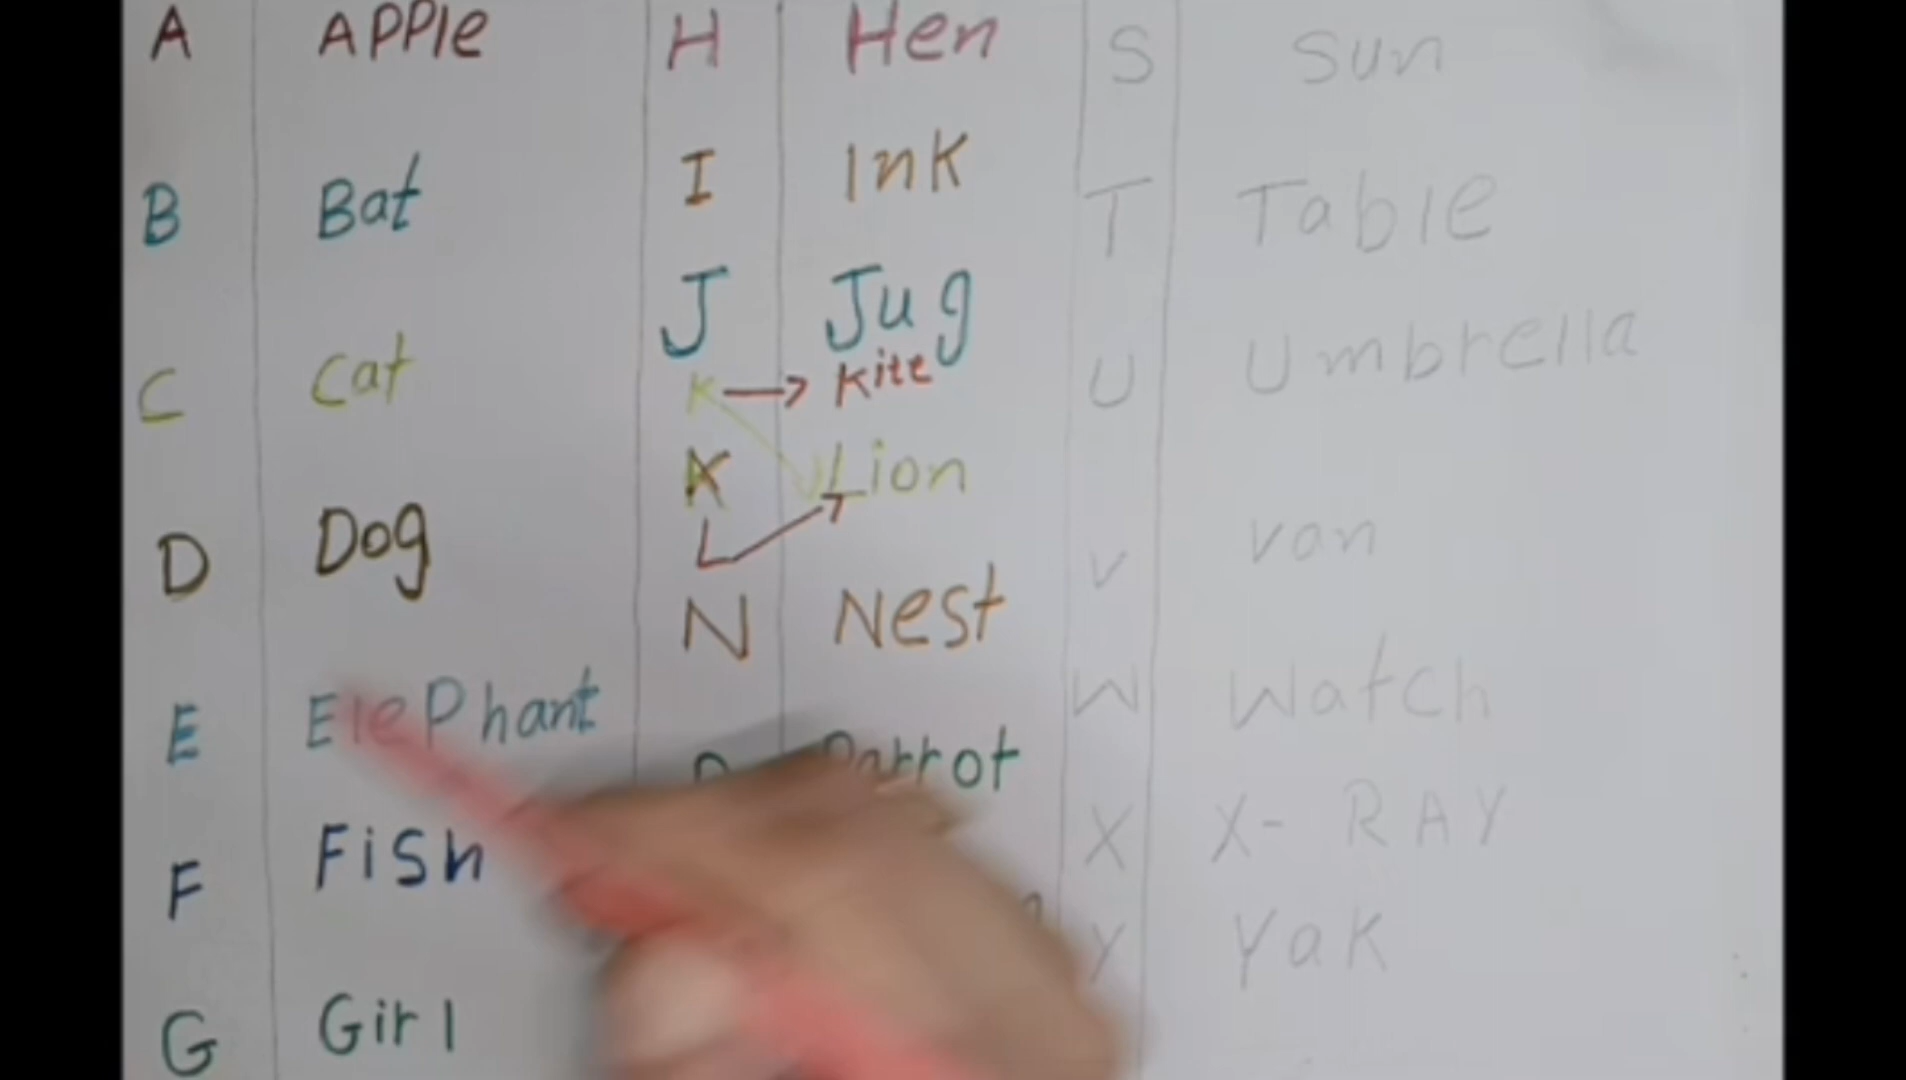 A APPle
B Bat
C Cat
D Dog
E ElePhant
F FiSh
G Girl
H Hen
I Ink
J Jug
K → Kite
K Lion
L
N Nest
Parrot
S Sun
T Table
U Umbrella
V Van
W Watch
X X-RAY
Y Yak